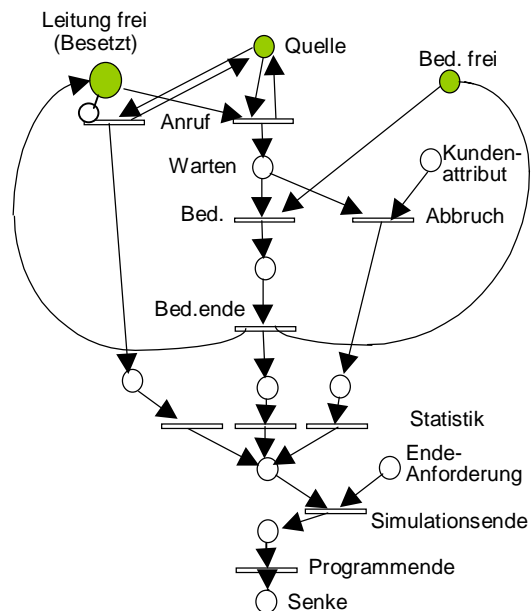 Leitung frei
(Besetzt)
Quelle
Bed. frei
Anruf
Warten
Kunden-
attribut
Bed.
Abbruch
Bed.ende
Statistik
Ende-
Anforderung
Simulationsende
Programmende
Senke